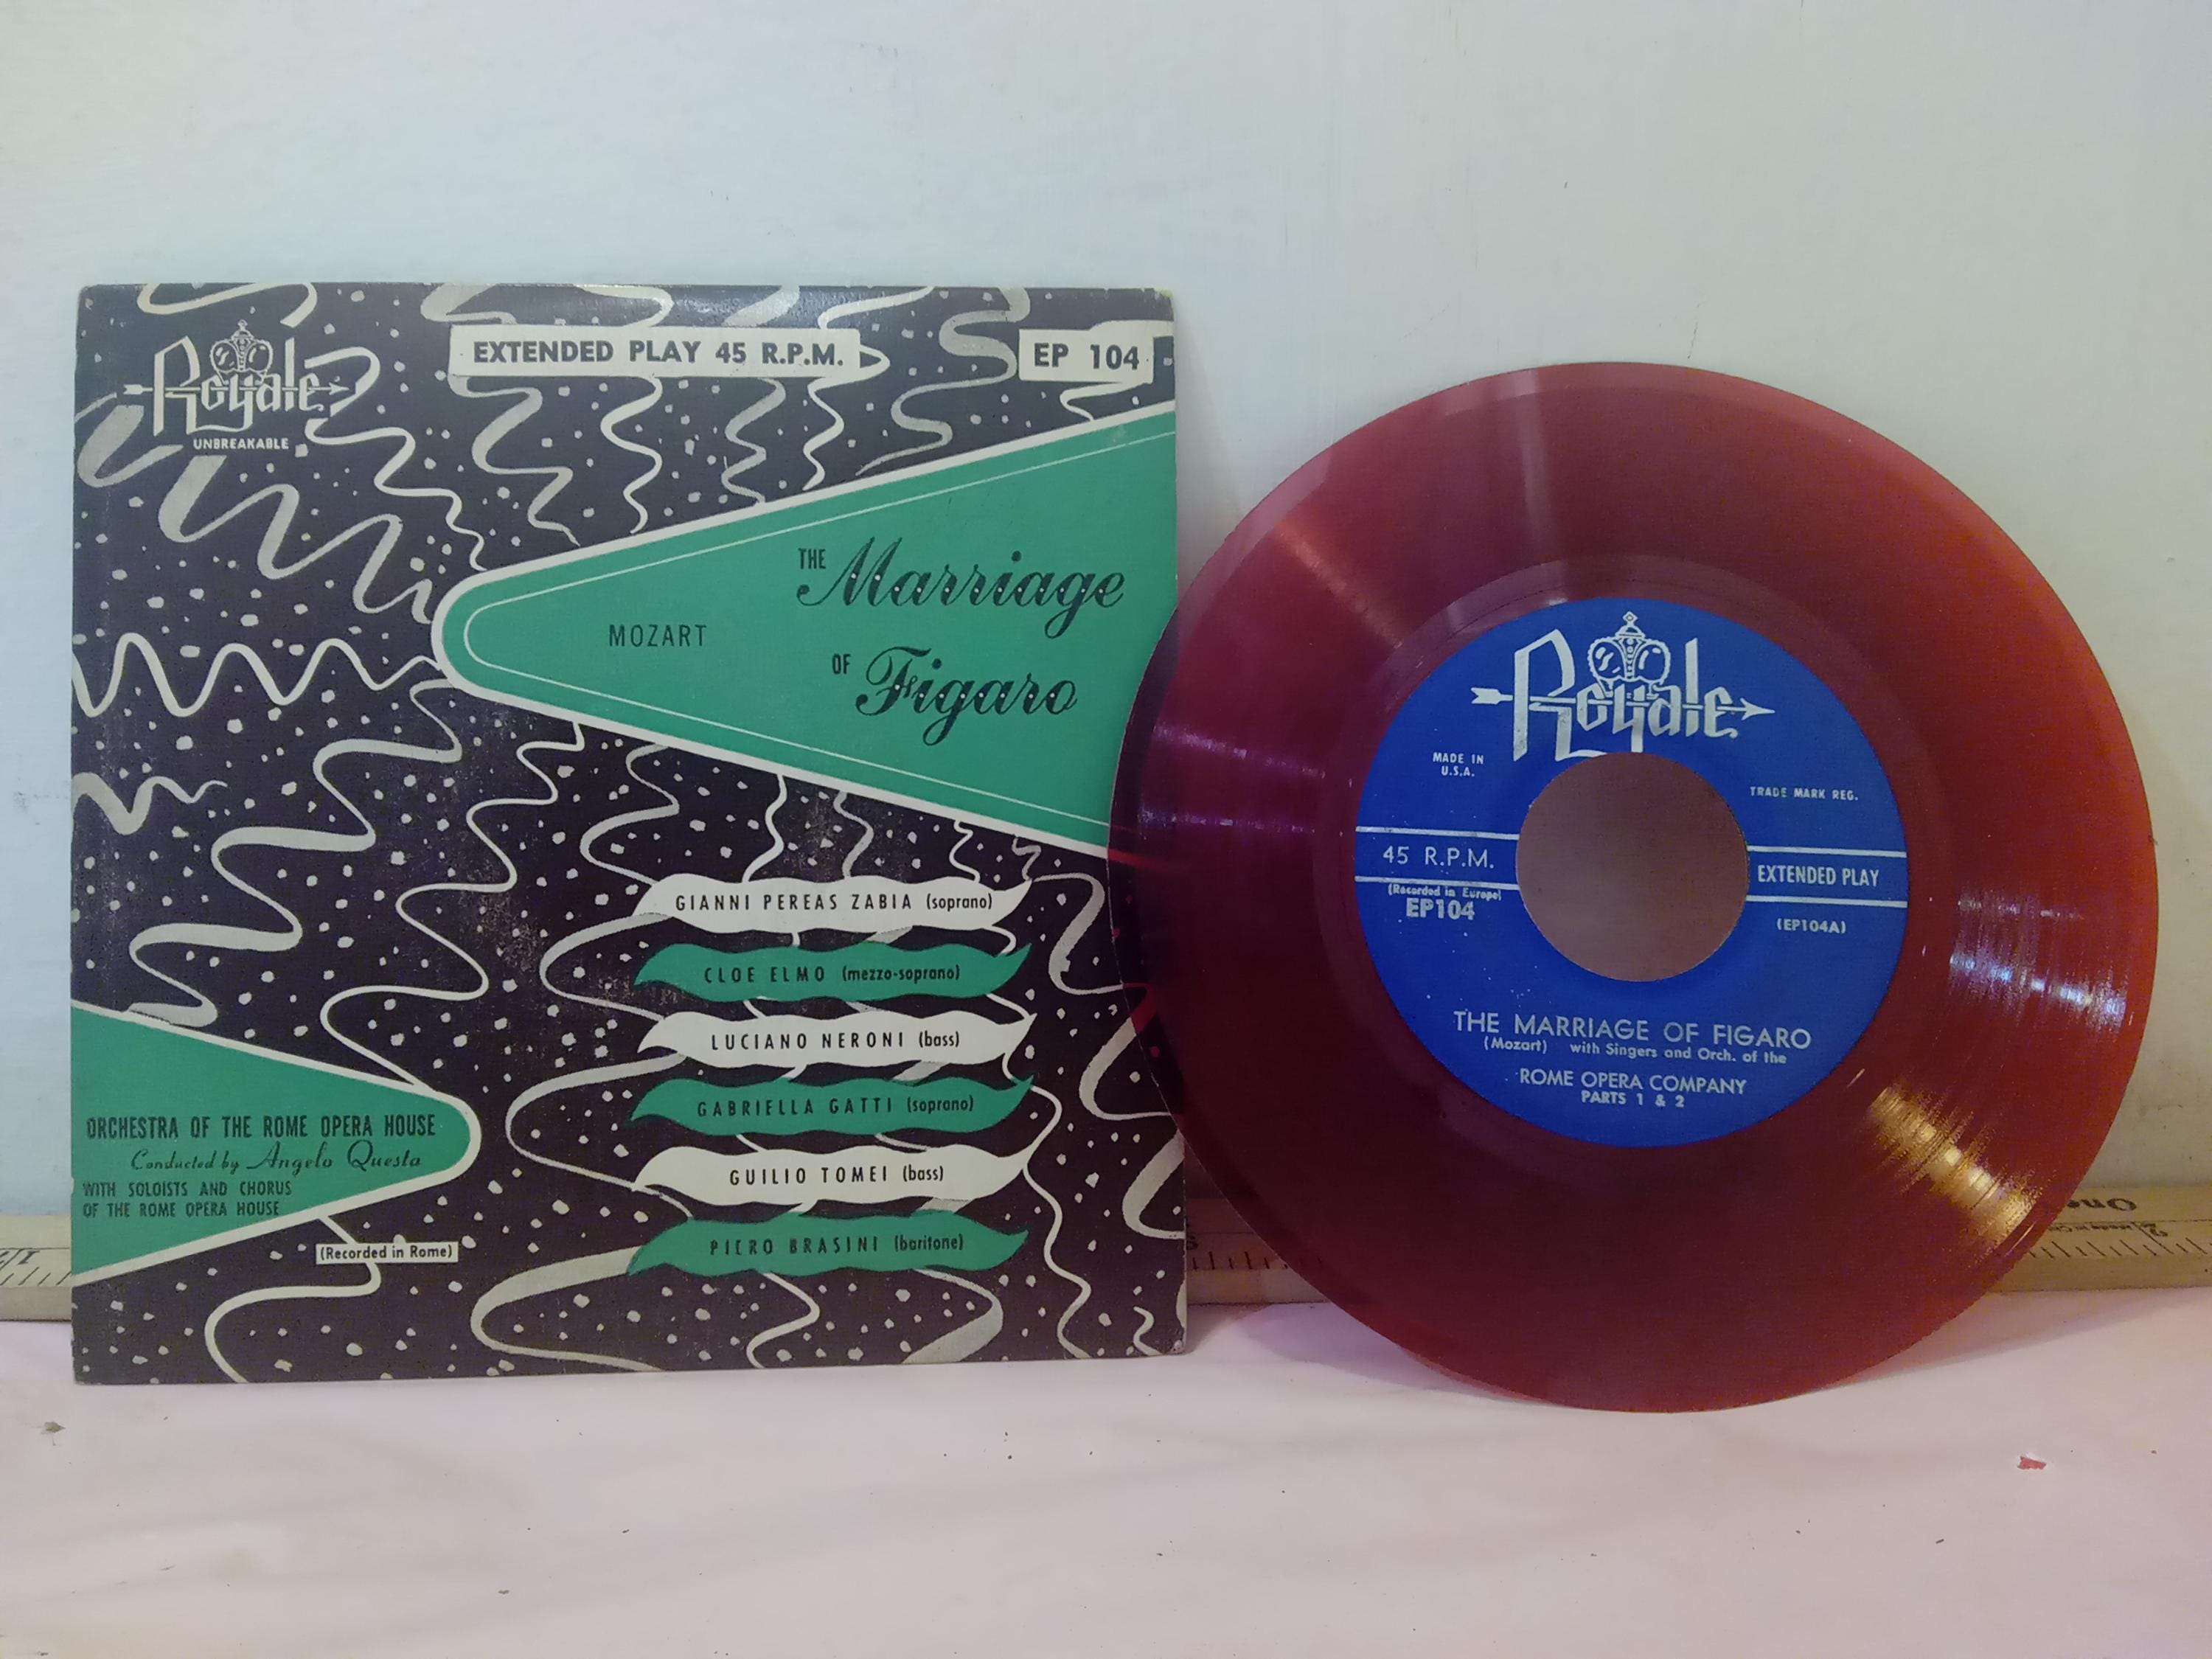 Royale
UNBREAKABLE
EXTENDED PLAY 45 R.P.M.
EP 104
THE Marriage
OF Figaro
MOZART
GIANNI PEREAS ZABIA (soprano)
CLOE ELMO (mezzo-soprano)
LUCIANO NERONI (bass)
GABRIELLA GATTI (soprano)
GUILIO TOMEI (bass)
PIERO BRASINI (baritone)
ORCHESTRA OF THE ROME OPERA HOUSE
Conducted by Angelo Questa
WITH SOLOISTS AND CHORUS
OF THE ROME OPERA HOUSE
(Recorded in Rome)
Royale
MADE IN
U.S.A.
TRADE MARK REG.
45 R.P.M.
EXTENDED PLAY
(Recorded in Europe)
EP104
(EP104A)
THE MARRIAGE OF FIGARO
(Mozart) with Singers and Orch. of the
ROME OPERA COMPANY
PARTS 1 & 2
1
2